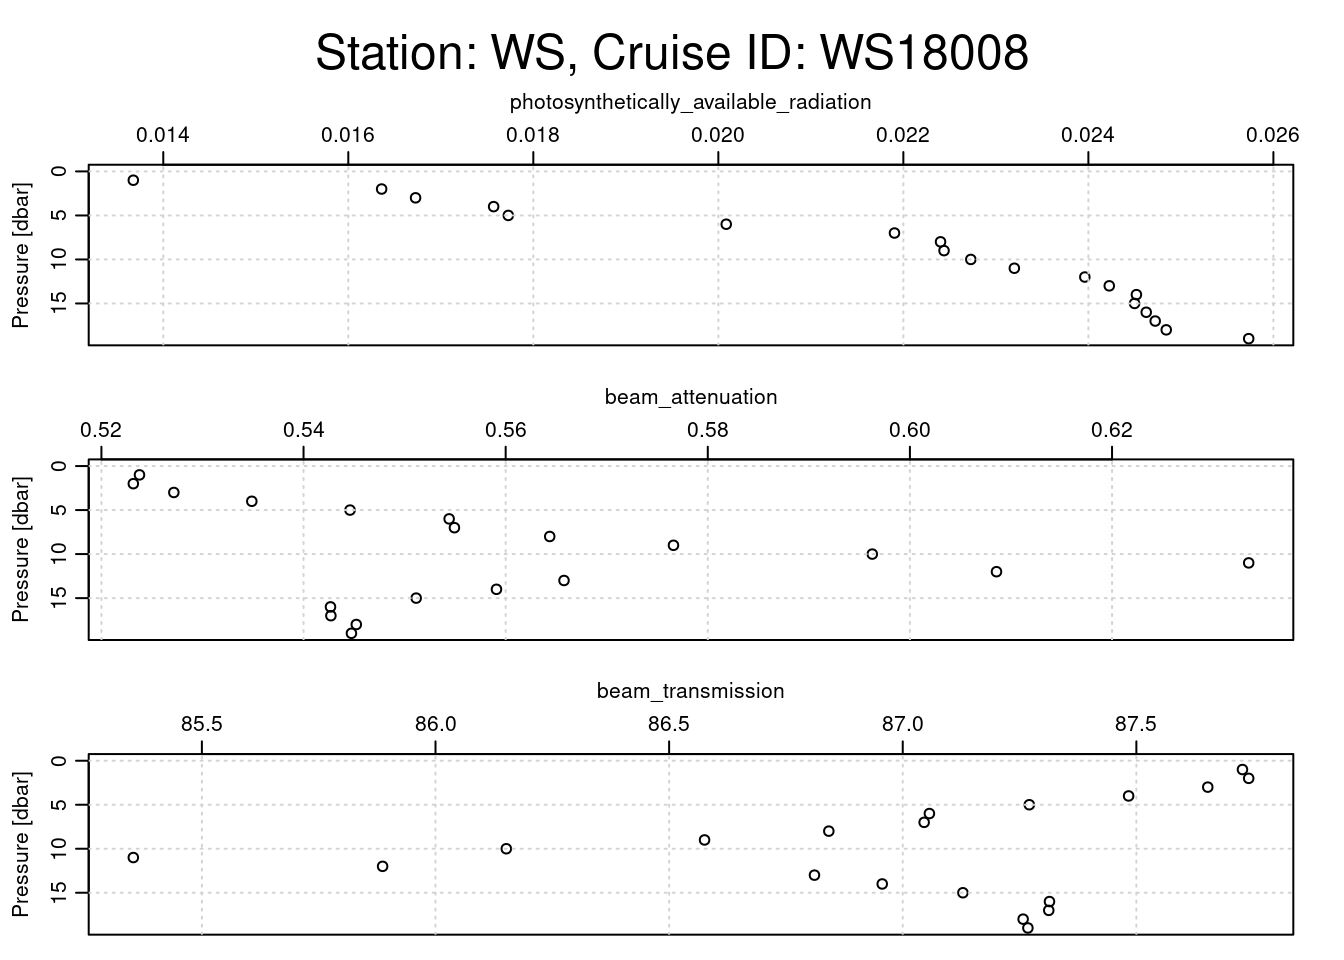 Station: WS, Cruise ID: WS18008
photosynthetically_available_radiation
0.014 0.016 0.018 0.020 0.022 0.024 0.026
Pressure [dbar]
0
5
10
15
beam_attenuation
0.52 0.54 0.56 0.58 0.60 0.62
Pressure [dbar]
0
5
10
15
beam_transmission
85.5 86.0 86.5 87.0 87.5
Pressure [dbar]
0
5
10
15